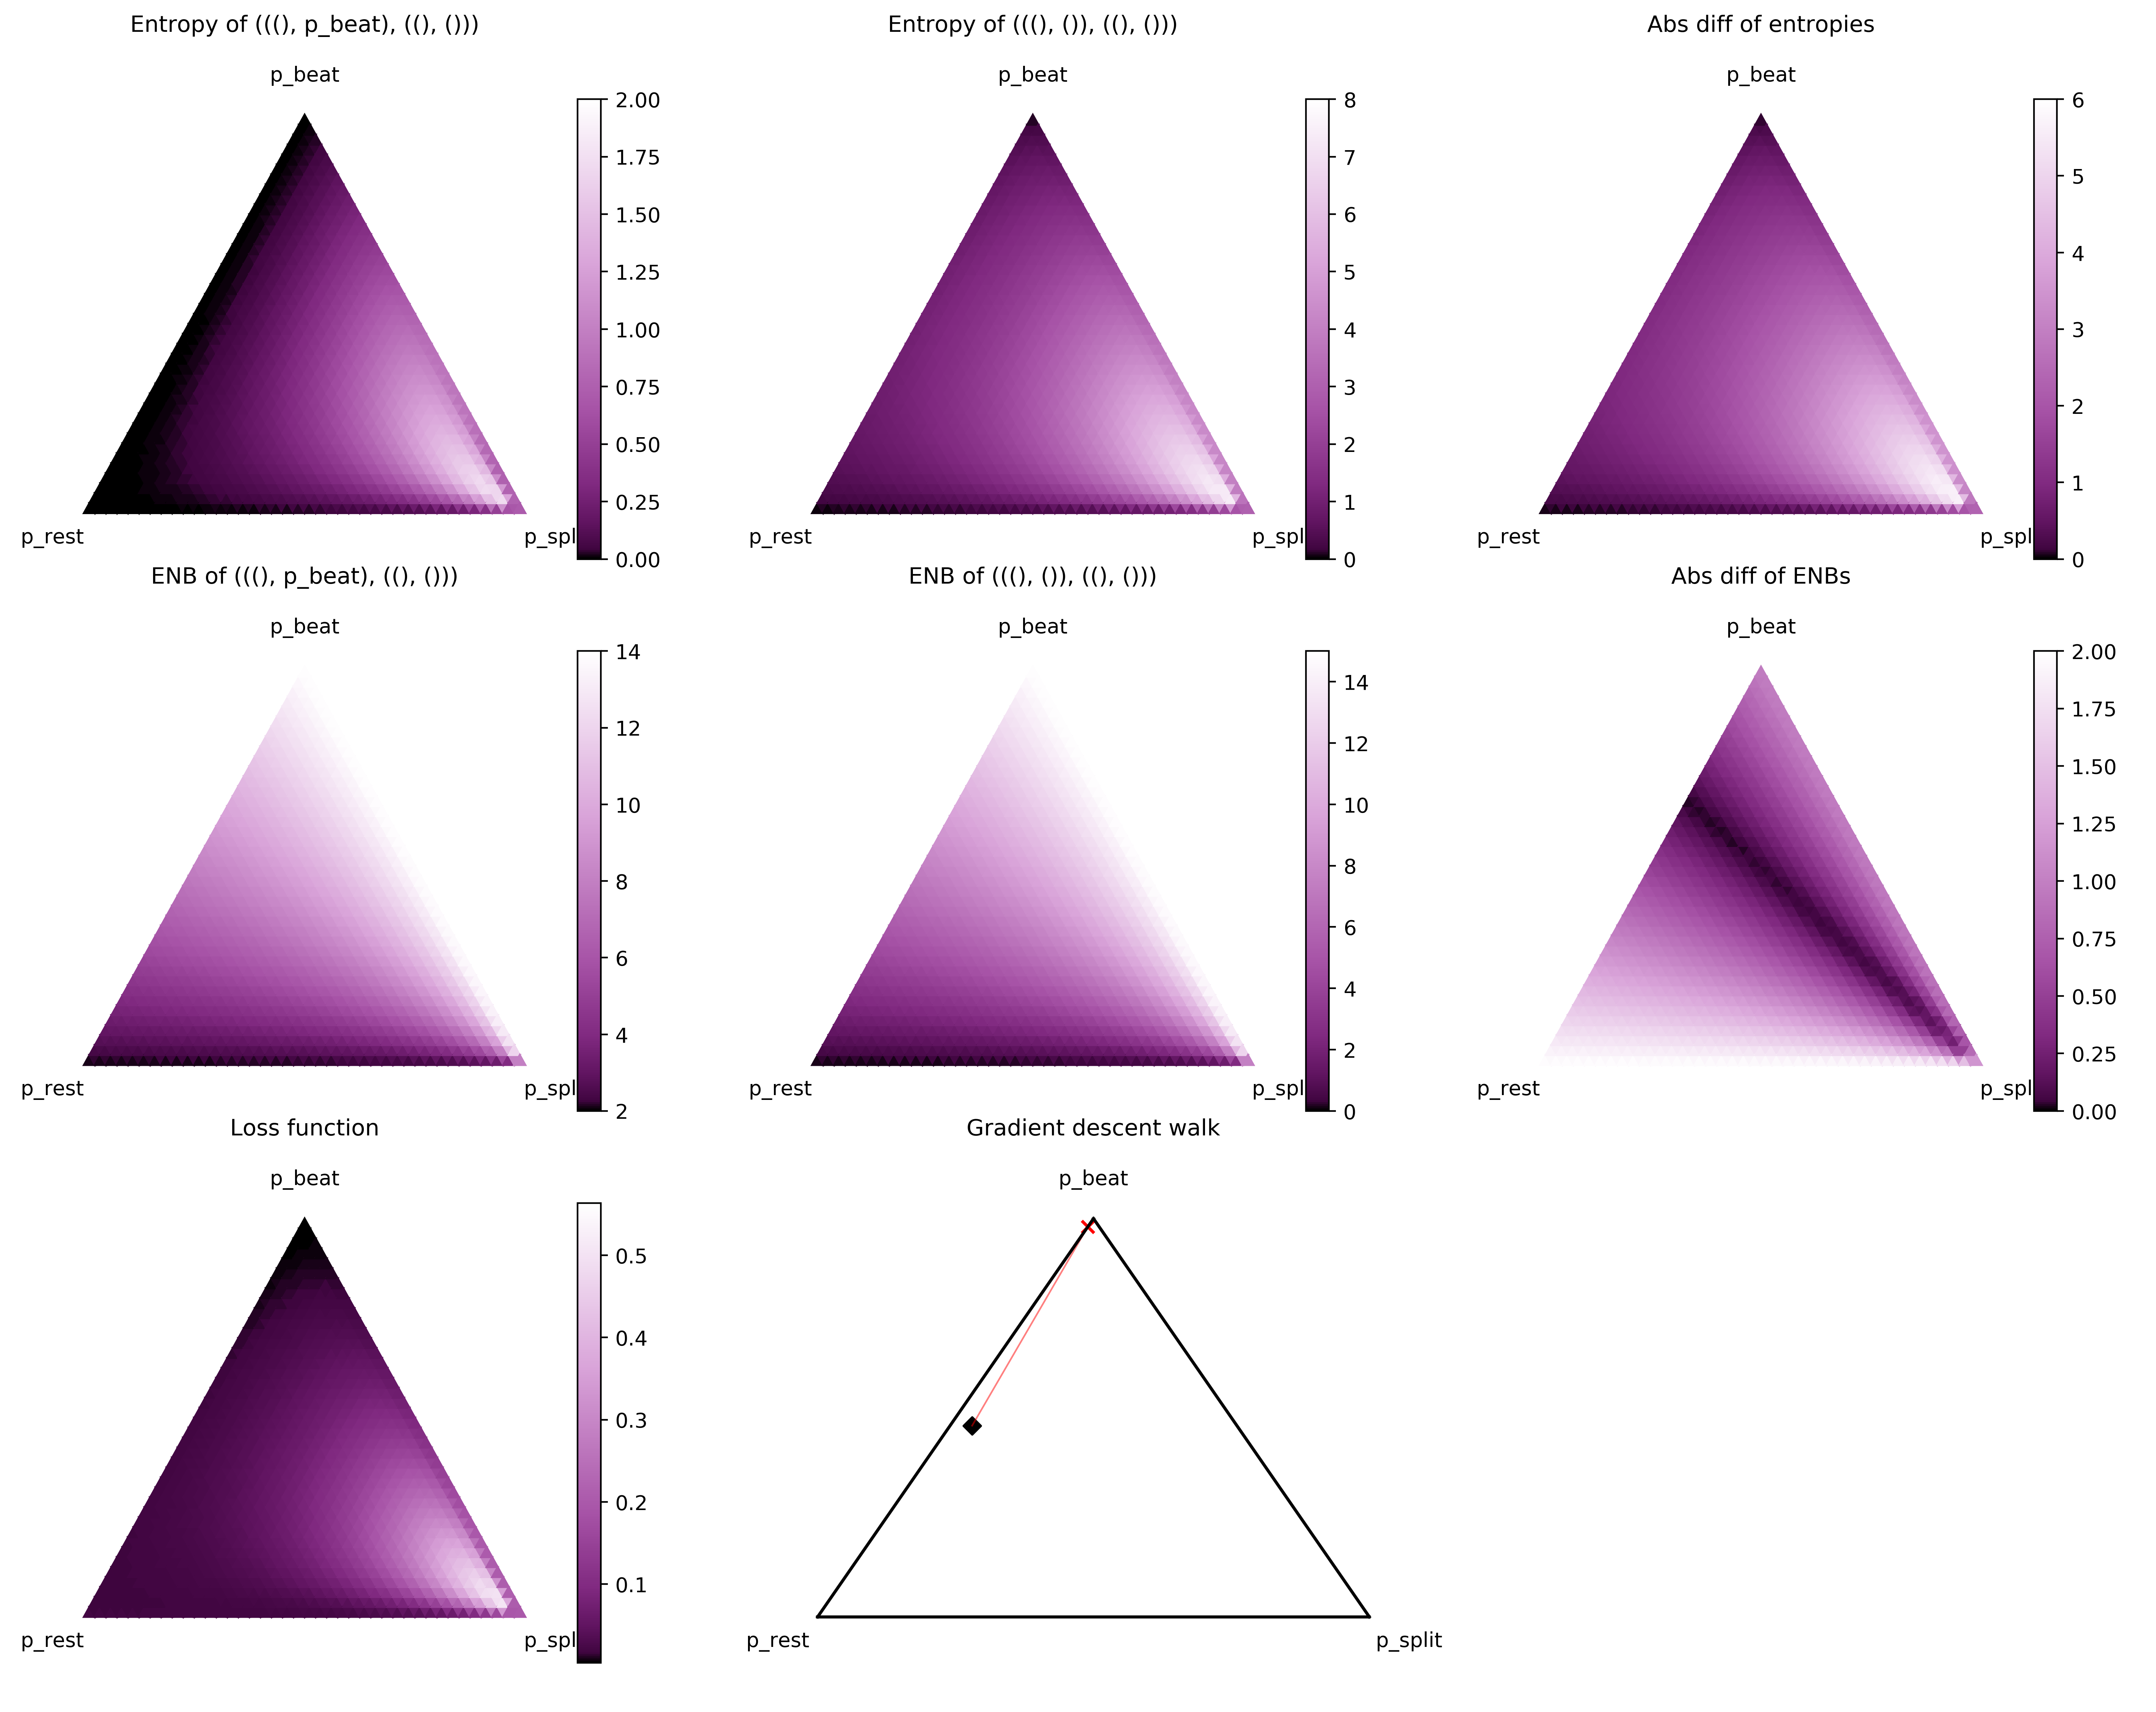 Entropy of (((), p_beat), ((), ()))
Entropy of (((), ()), ((), ()))
Abs diff of entropies
p_beat
p_beat
p_beat
2.00
1.75
1.50
1.25
1.00
0.75
0.50
0.25
0.00
8
7
6
5
4
3
2
1
0
6
5
4
3
2
1
0
p_rest
p_spl
p_rest
p_spl
p_rest
p_spl
ENB of (((), p_beat), ((), ()))
ENB of (((), ()), ((), ()))
Abs diff of ENBs
p_beat
p_beat
p_beat
14
12
10
8
6
4
2
14
12
10
8
6
4
2
0
2.00
1.75
1.50
1.25
1.00
0.75
0.50
0.25
0.00
p_rest
p_spl
p_rest
p_spl
p_rest
p_spl
Loss function
Gradient descent walk
p_beat
p_beat
0.5
0.4
0.3
0.2
0.1
p_rest
p_spl
p_rest
p_split